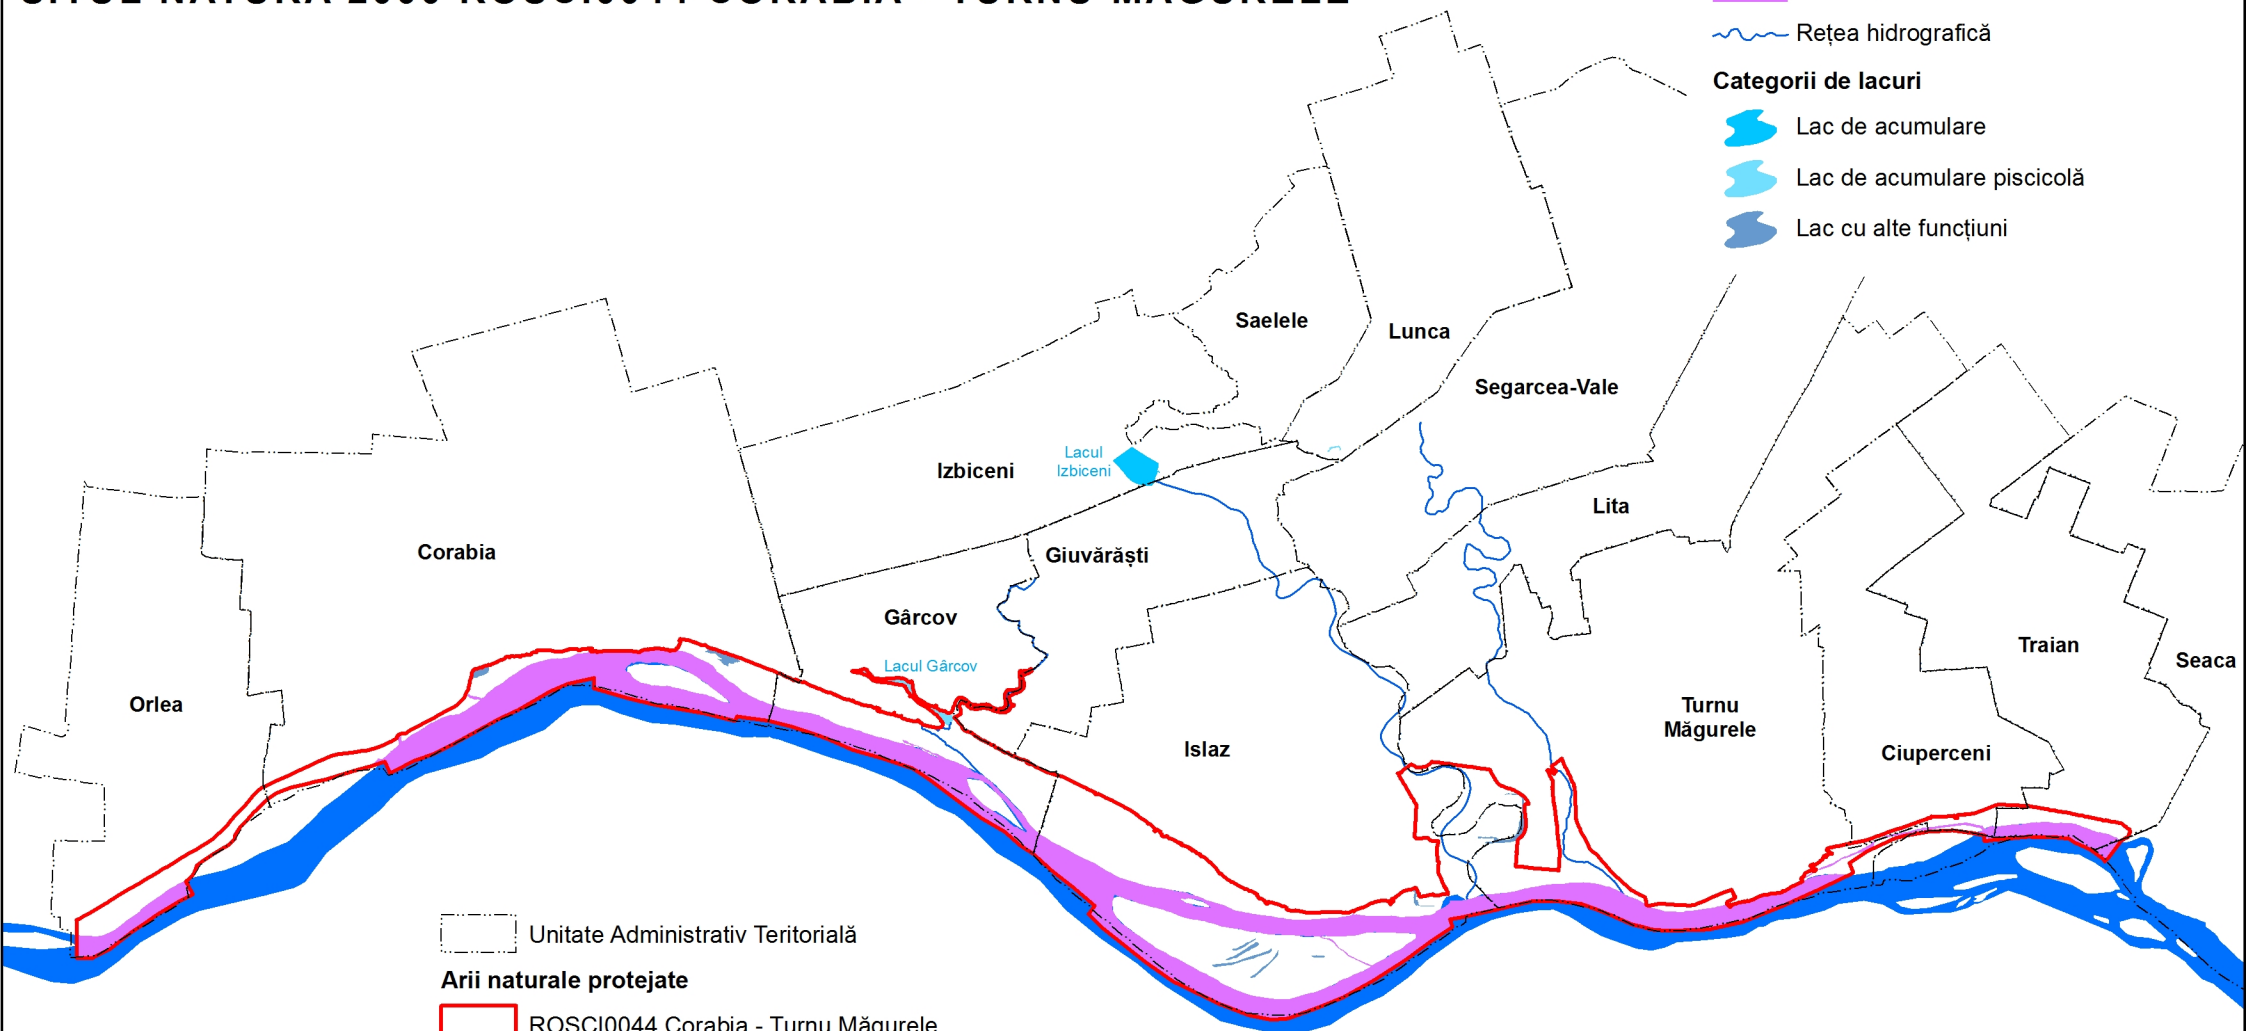 Rețea hidrografică
Categorii de lacuri
Lac de acumulare
Lac de acumulare piscicolă
Lac cu alte funcțiuni
Saelele
Lunca
Segarcea-Vale
Lacul
Izbiceni
Izbiceni
Lita
Corabia
Giuvărăști
Gârcov
Lacul Gârcov
Traian
Seaca
Orlea
Turnu
Măgurele
Islaz
Ciuperceni
Unitate Administrativ Teritorială
Arii naturale protejate
ROSCI0044 Corabia - Turnu Măgurele